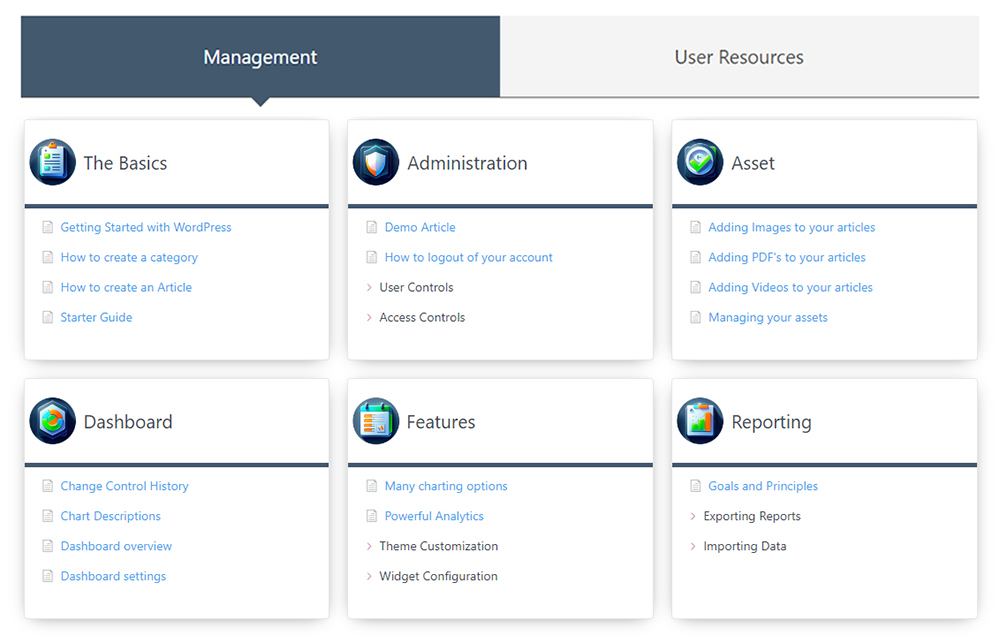 Management
User Resources
The Basics
Getting Started with WordPress
How to create a category
How to create an Article
Starter Guide
Administration
Demo Article
How to logout of your account
User Controls
Access Controls
Asset
Adding Images to your articles
Adding PDF's to your articles
Adding Videos to your articles
Managing your assets
Dashboard
Change Control History
Chart Descriptions
Dashboard overview
Dashboard settings
Features
Many charting options
Powerful Analytics
Theme Customization
Widget Configuration
Reporting
Goals and Principles
Exporting Reports
Importing Data